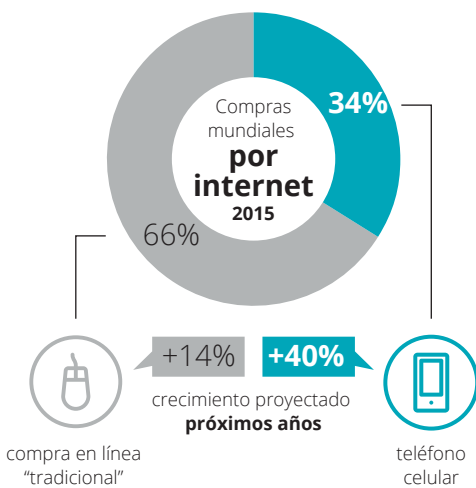 Compras
mundiales
por
internet
2015
34%
66%
+14%
+40%
crecimiento proyectado
próximos años
compra en línea
“tradicional”
teléfono
celular